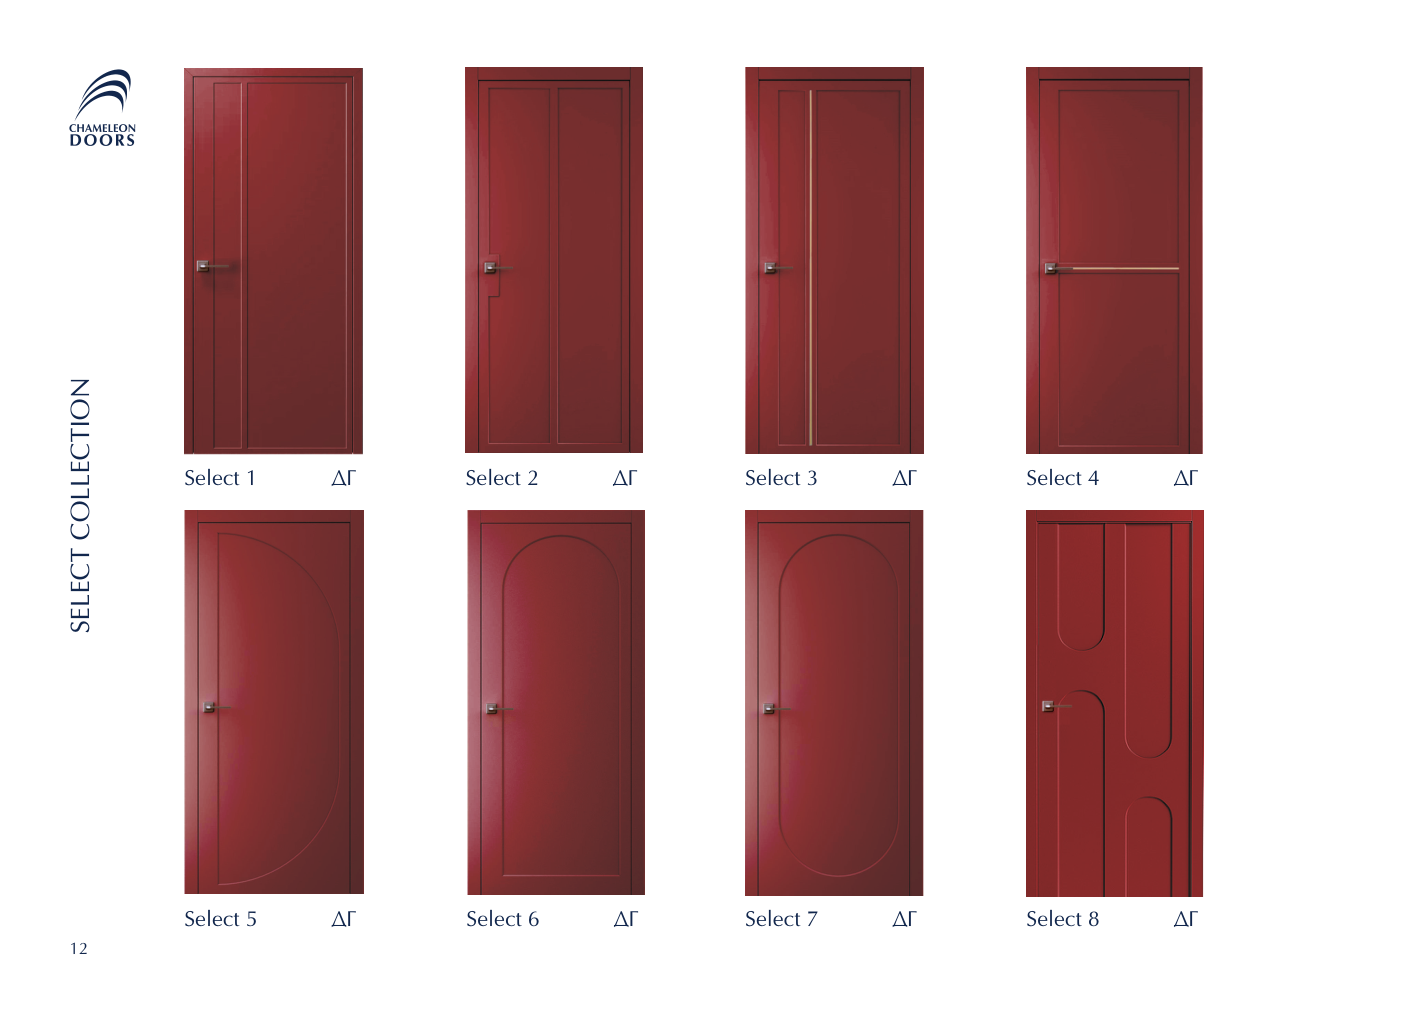 CHAMELEON
DOORS
SELECT COLLECTION
Select 1 ΔΓ
Select 2 ΔΓ
Select 3 ΔΓ
Select 4 ΔΓ
Select 5 ΔΓ
Select 6 ΔΓ
Select 7 ΔΓ
Select 8 ΔΓ
12